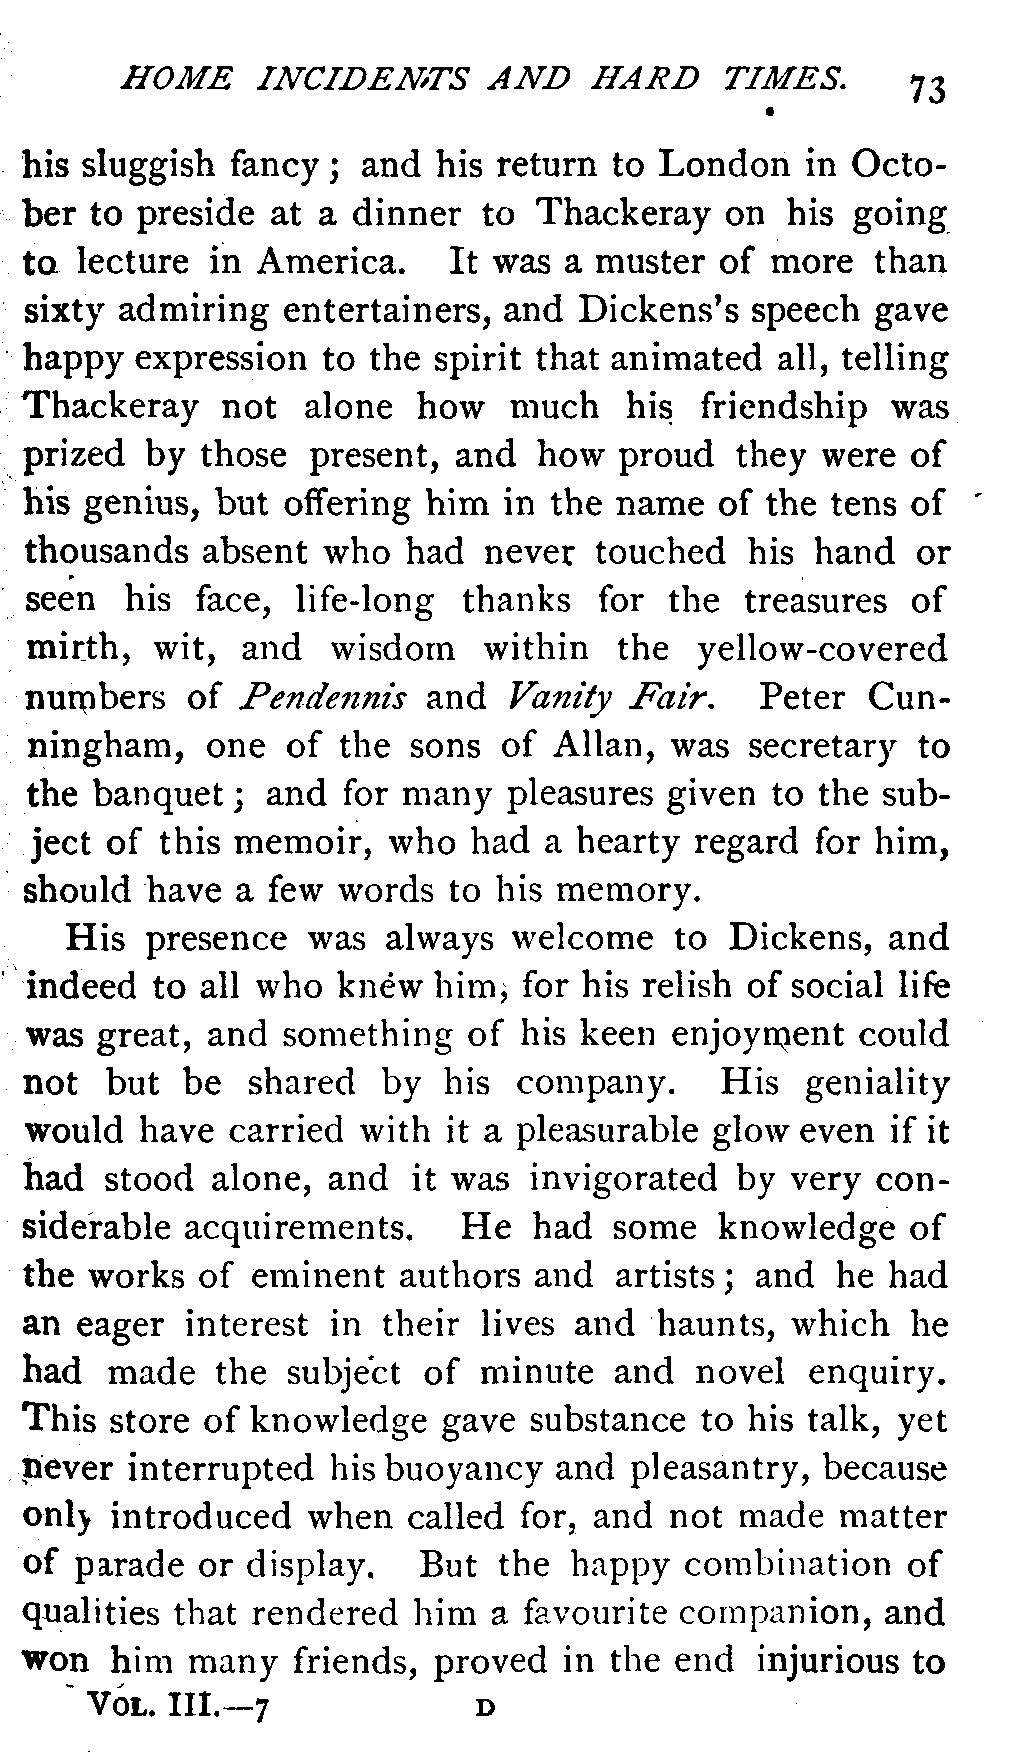 HOME INCIDENTS AND HARD TIMES. 73
his sluggish fancy; and his return to London in Octo-
ber to preside at a dinner to Thackeray on his going
to lecture in America. It was a muster of more than
sixty admiring entertainers, and Dickens's speech gave
happy expression to the spirit that animated all, telling
Thackeray not alone how much his friendship was
prized by those present, and how proud they were of
his genius, but offering him in the name of the tens of
thousands absent who had never touched his hand or
seen his face, life-long thanks for the treasures of
mirth, wit, and wisdom within the yellow-covered
numbers of Pendennis and Vanity Fair. Peter Cun-
ningham, one of the sons of Allan, was secretary to
the banquet; and for many pleasures given to the sub-
ject of this memoir, who had a hearty regard for him,
should have a few words to his memory.
His presence was always welcome to Dickens, and
indeed to all who knew him, for his relish of social life
was great, and something of his keen enjoyment could
not but be shared by his company. His geniality
would have carried with it a pleasurable glow even if it
had stood alone, and it was invigorated by very con-
siderable acquirements. He had some knowledge of
the works of eminent authors and artists; and he had
an eager interest in their lives and haunts, which he
had made the subject of minute and novel enquiry.
This store of knowledge gave substance to his talk, yet
never interrupted his buoyancy and pleasantry, because
only introduced when called for, and not made matter
of parade or display. But the happy combination of
qualities that rendered him a favourite companion, and
won him many friends, proved in the end injurious to
VOL. III.—7 D